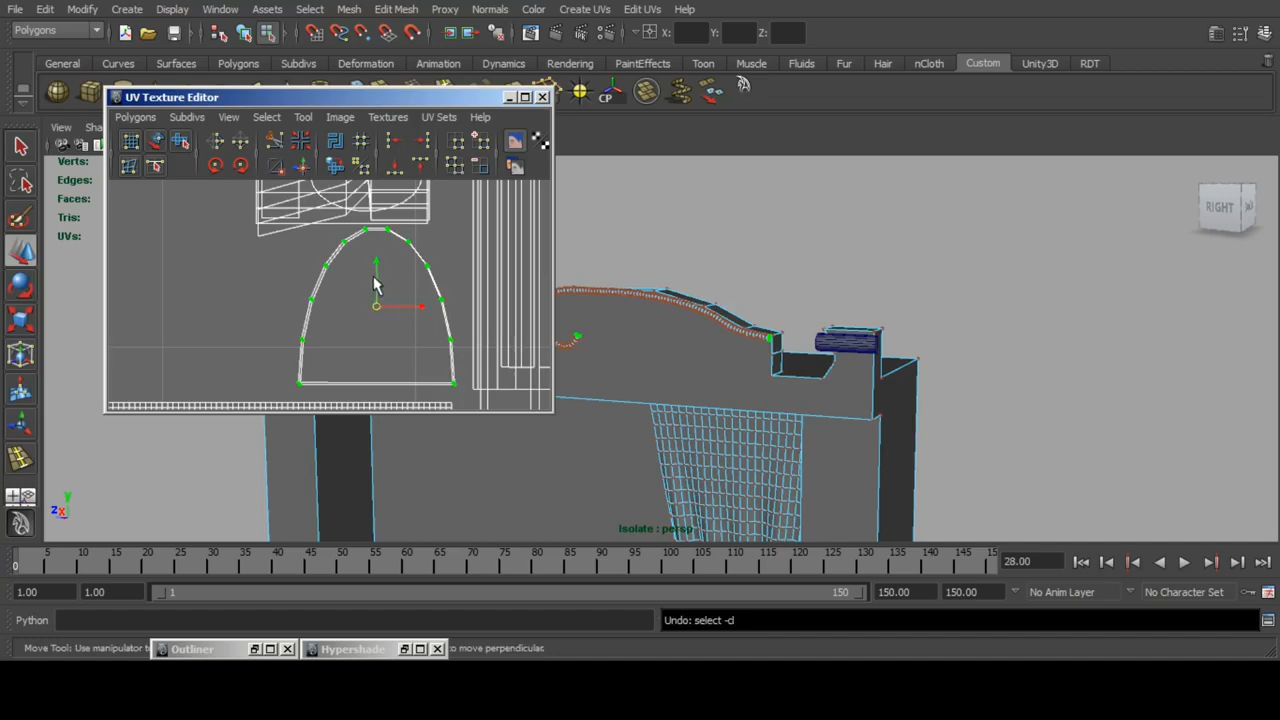 File Edit Modify Create Display Window Assets Select Mesh Edit Mesh Proxy Normals Color Create UVs Edit UVs Help
Polygons X: Y: Z:
General Curves Surfaces Polygons Subdivs Deformation Animation Dynamics Rendering PaintEffects Toon Muscle Fluids Fur Hair nCloth Custom Unity3D RDT
CP
UV Texture Editor
Polygons Subdivs View Select Tool Image Textures UV Sets Help
View Sha
Verts:
Edges:
Faces:
Tris:
UVs:
RIGHT
y
z x
Isolate : persp
0 5 10 15 20 25 30 35 40 45 50 55 60 65 70 75 80 85 90 95 100 105 110 115 120 125 130 135 140 145 15 28.00
1.00 1.00 1 150 150.00 150.00 No Anim Layer No Character Set
Python Undo: select -cl
Move Tool: Use manipulator to move perpendicular.
Outliner Hypershade